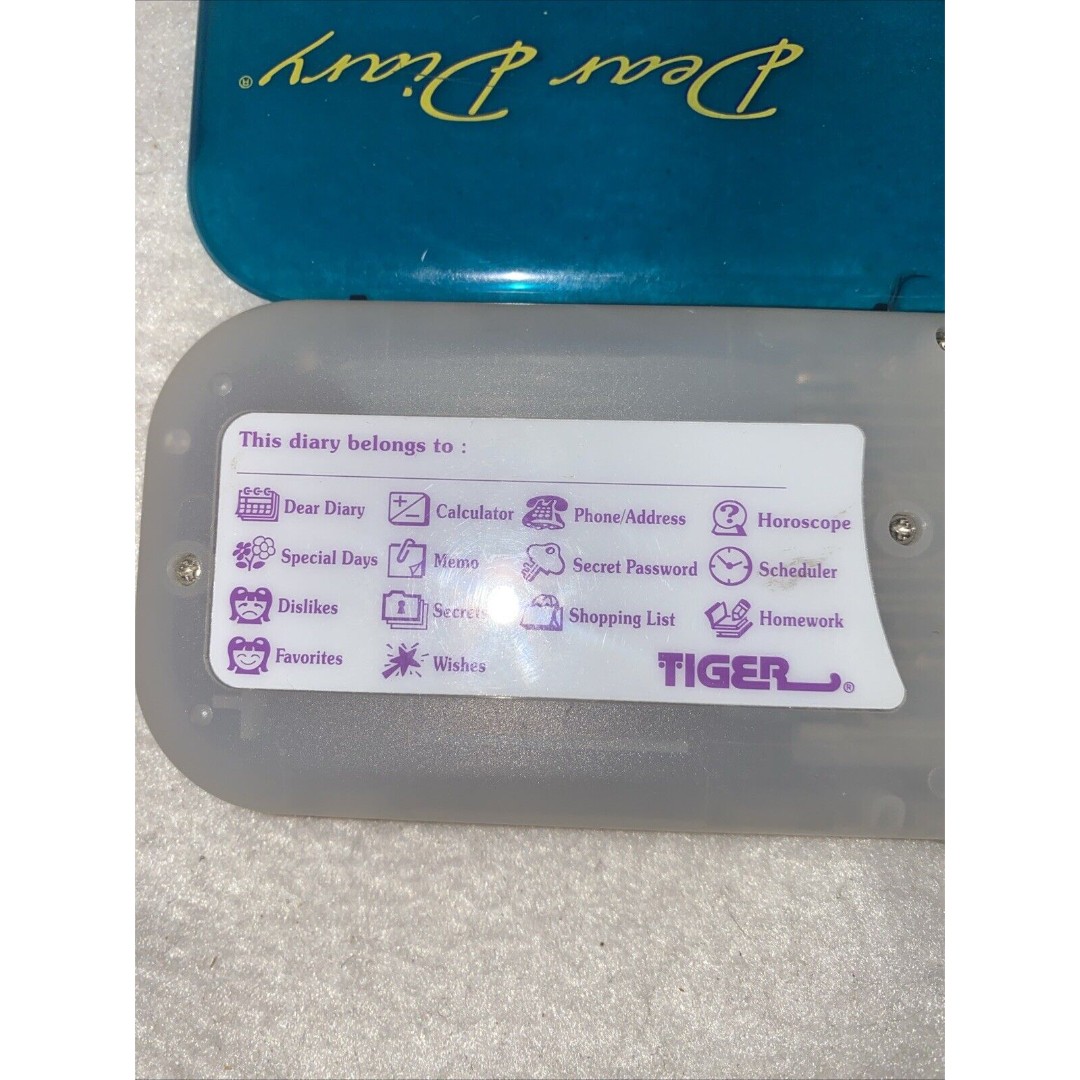 Dear Diary®
This diary belongs to :
Dear Diary Calculator Phone/Address Horoscope
Special Days Memo Secret Password Scheduler
Dislikes Secrets Shopping List Homework
Favorites Wishes TIGER®